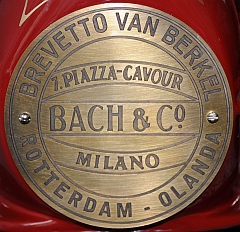 BREVETTO VAN BERKEL
7. PIAZZA-CAVOUR
BACH & Cº
MILANO
ROTTERDAM - OLANDA